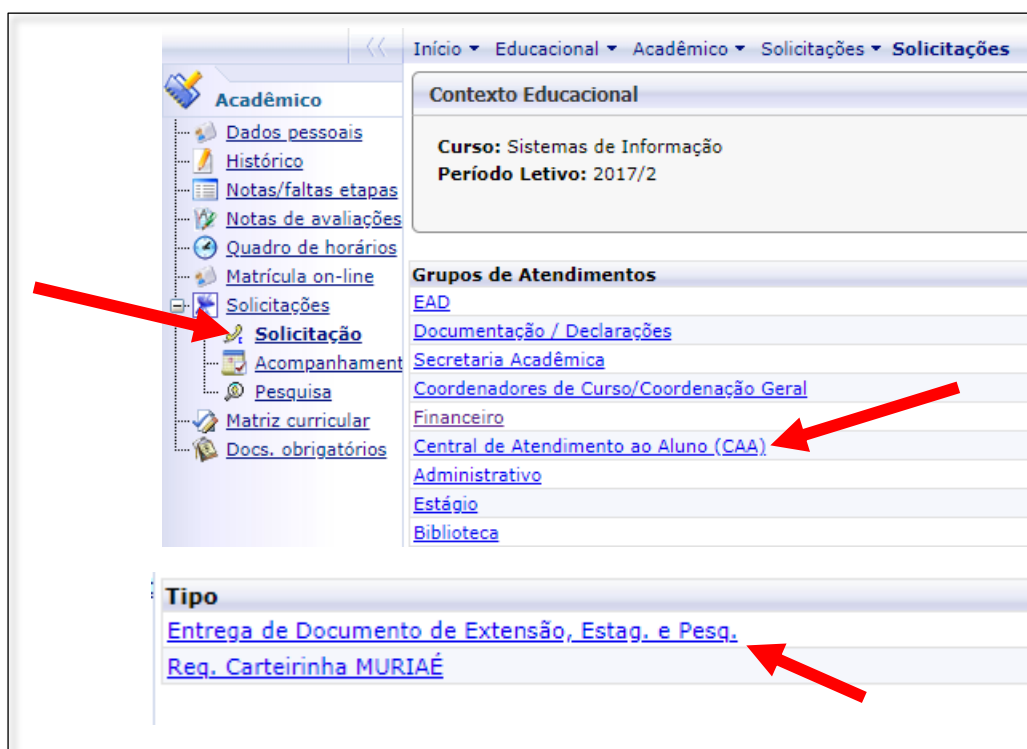 Início Educacional Acadêmico Solicitações Solicitações
Acadêmico
Dados pessoais
Histórico
Notas/faltas etapas
Notas de avaliações
Quadro de horários
Matrícula on-line
Solicitações
Solicitação
Acompanhament
Pesquisa
Matriz curricular
Docs. obrigatórios
Contexto Educacional
Curso: Sistemas de Informação
Período Letivo: 2017/2
Grupos de Atendimentos
EAD
Documentação / Declarações
Secretaria Acadêmica
Coordenadores de Curso/Coordenação Geral
Financeiro
Central de Atendimento ao Aluno (CAA)
Administrativo
Estágio
Biblioteca
Tipo
Entrega de Documento de Extensão, Estag. e Pesq.
Req. Carteirinha MURIAÉ